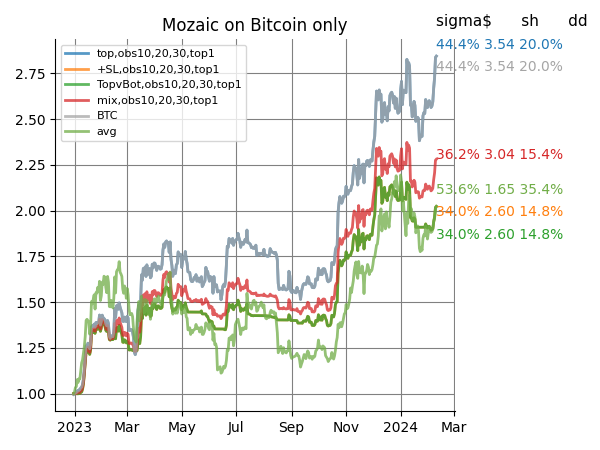 Mozaic on Bitcoin only
sigma$ sh dd
44.4% 3.54 20.0%
44.4% 3.54 20.0%
36.2% 3.04 15.4%
53.6% 1.65 35.4%
34.0% 2.60 14.8%
34.0% 2.60 14.8%
top,obs10,20,30,top1
+SL,obs10,20,30,top1
TopvBot,obs10,20,30,top1
mix,obs10,20,30,top1
BTC
avg
2.75
2.50
2.25
2.00
1.75
1.50
1.25
1.00
2023 Mar May Jul Sep Nov 2024 Mar